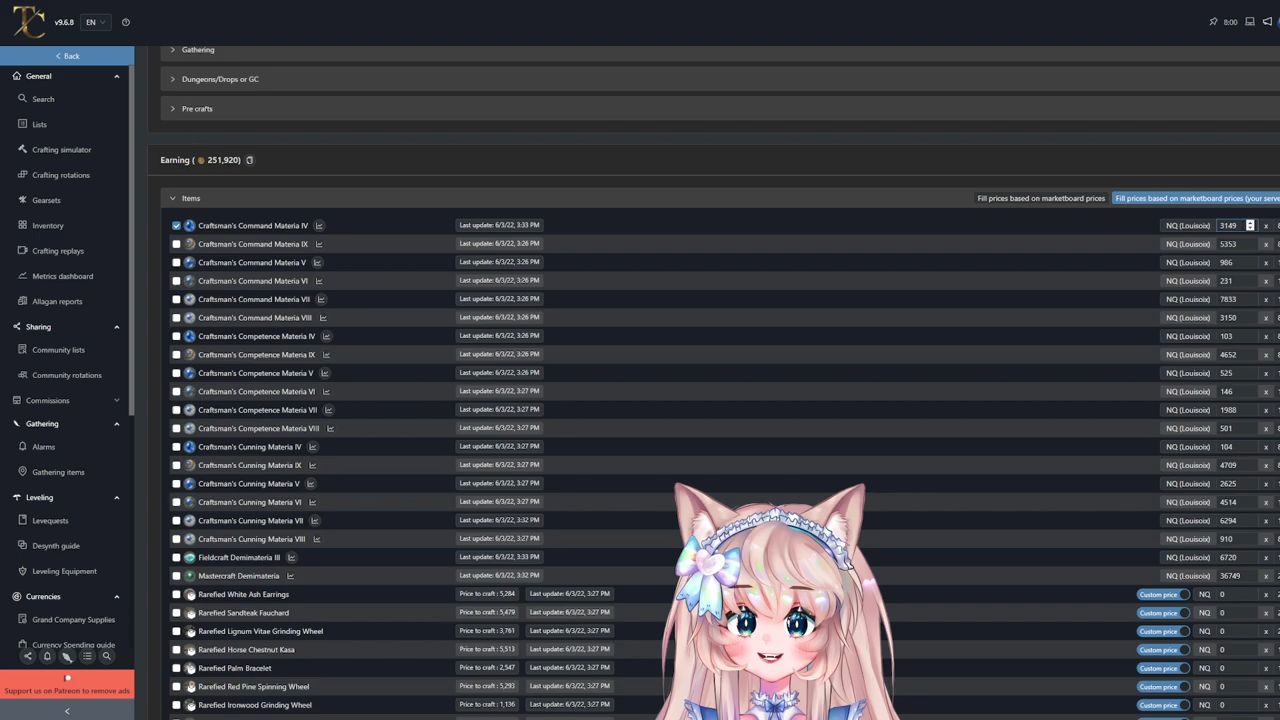 TC v9.6.8 EN 8:00
Back
General
Search
Lists
Crafting simulator
Crafting rotations
Gearsets
Inventory
Crafting replays
Metrics dashboard
Allagan reports
Sharing
Community lists
Community rotations
Commissions
Gathering
Alarms
Gathering items
Leveling
Levequests
Desynth guide
Leveling Equipment
Currencies
Grand Company Supplies
Currency Spending guide
Support us on Patreon to remove ads
Gathering
Dungeons/Drops or GC
Pre crafts
Earning ( 251,920)
Items Fill prices based on marketboard prices Fill prices based on marketboard prices (your serve
Craftsman's Command Materia IV Last update: 6/3/22, 3:33 PM NQ (Louisoix) 3149 x
Craftsman's Command Materia IX Last update: 6/3/22, 3:26 PM NQ (Louisoix) 5353 x
Craftsman's Command Materia V Last update: 6/3/22, 3:26 PM NQ (Louisoix) 986 x
Craftsman's Command Materia VI Last update: 6/3/22, 3:26 PM NQ (Louisoix) 231 x
Craftsman's Command Materia VII Last update: 6/3/22, 3:26 PM NQ (Louisoix) 7833 x
Craftsman's Command Materia VIII Last update: 6/3/22, 3:26 PM NQ (Louisoix) 3150 x
Craftsman's Competence Materia IV Last update: 6/3/22, 3:26 PM NQ (Louisoix) 103 x
Craftsman's Competence Materia IX Last update: 6/3/22, 3:26 PM NQ (Louisoix) 4652 x
Craftsman's Competence Materia V Last update: 6/3/22, 3:26 PM NQ (Louisoix) 525 x
Craftsman's Competence Materia VI Last update: 6/3/22, 3:27 PM NQ (Louisoix) 146 x
Craftsman's Competence Materia VII Last update: 6/3/22, 3:27 PM NQ (Louisoix) 1988 x
Craftsman's Competence Materia VIII Last update: 6/3/22, 3:27 PM NQ (Louisoix) 501 x
Craftsman's Cunning Materia IV Last update: 6/3/22, 3:27 PM NQ (Louisoix) 104 x
Craftsman's Cunning Materia IX Last update: 6/3/22, 3:27 PM NQ (Louisoix) 4709 x
Craftsman's Cunning Materia V Last update: 6/3/22, 3:27 PM NQ (Louisoix) 2625 x
Craftsman's Cunning Materia VI Last update: 6/3/22, 3:27 PM NQ (Louisoix) 4514 x
Craftsman's Cunning Materia VII Last update: 6/3/22, 3:32 PM NQ (Louisoix) 6294 x
Craftsman's Cunning Materia VIII Last update: 6/3/22, 3:27 PM NQ (Louisoix) 910 x
Fieldcraft Demimateria III Last update: 6/3/22, 3:33 PM NQ (Louisoix) 6720 x
Mastercraft Demimateria Last update: 6/3/22, 3:32 PM NQ (Louisoix) 36749 x
Rarefied White Ash Earrings Price to craft : 5,284 Last update: 6/3/22, 3:27 PM Custom price NQ 0 x
Rarefied Sandteak Fauchard Price to craft : 5,479 Last update: 6/3/22, 3:27 PM Custom price NQ 0 x
Rarefied Lignum Vitae Grinding Wheel Price to craft : 3,761 Last update: 6/3/22, 3:27 PM Custom price NQ 0 x
Rarefied Horse Chestnut Kasa Price to craft : 5,513 Last update: 6/3/22, 3:27 PM Custom price NQ 0 x
Rarefied Palm Bracelet Price to craft : 2,547 Last update: 6/3/22, 3:27 PM Custom price NQ 0 x
Rarefied Red Pine Spinning Wheel Price to craft : 5,293 Last update: 6/3/22, 3:27 PM Custom price NQ 0 x
Rarefied Ironwood Grinding Wheel Price to craft : 1,136 Last update: 6/3/22, 3:27 PM Custom price NQ 0 x